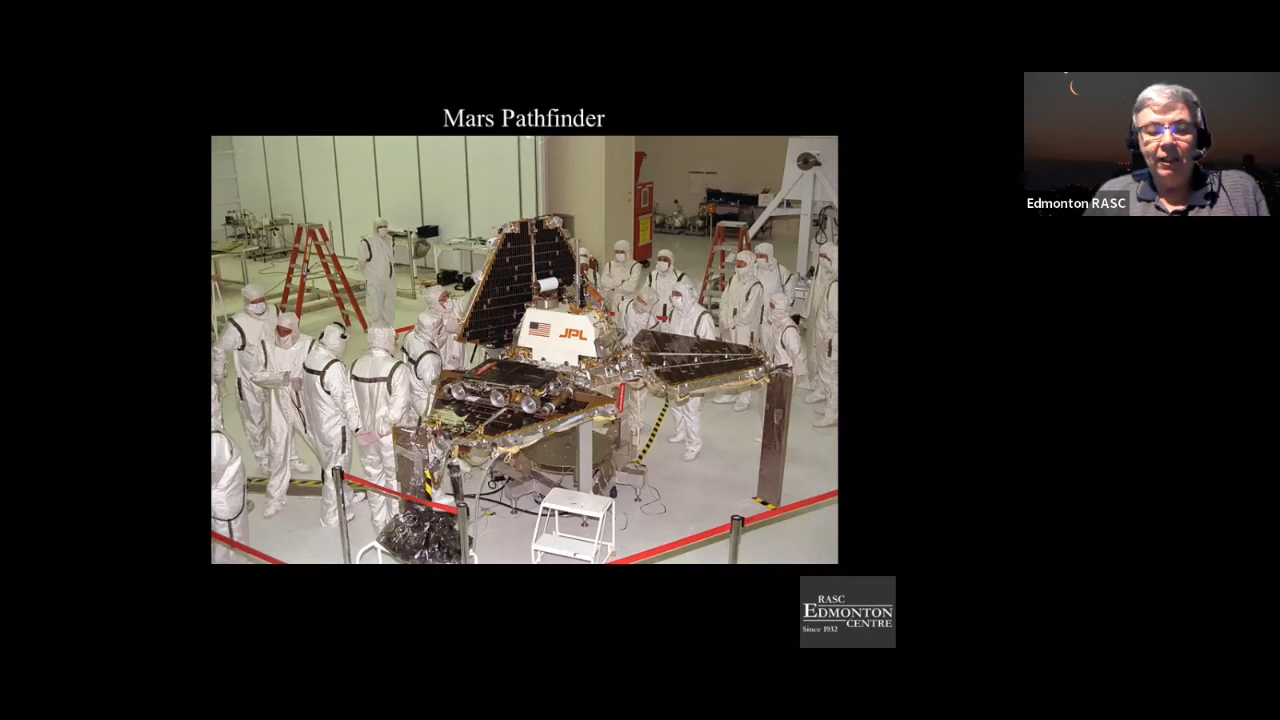 Mars Pathfinder
JPL
Edmonton RASC
RASC
EDMONTON
CENTRE
Since 1932